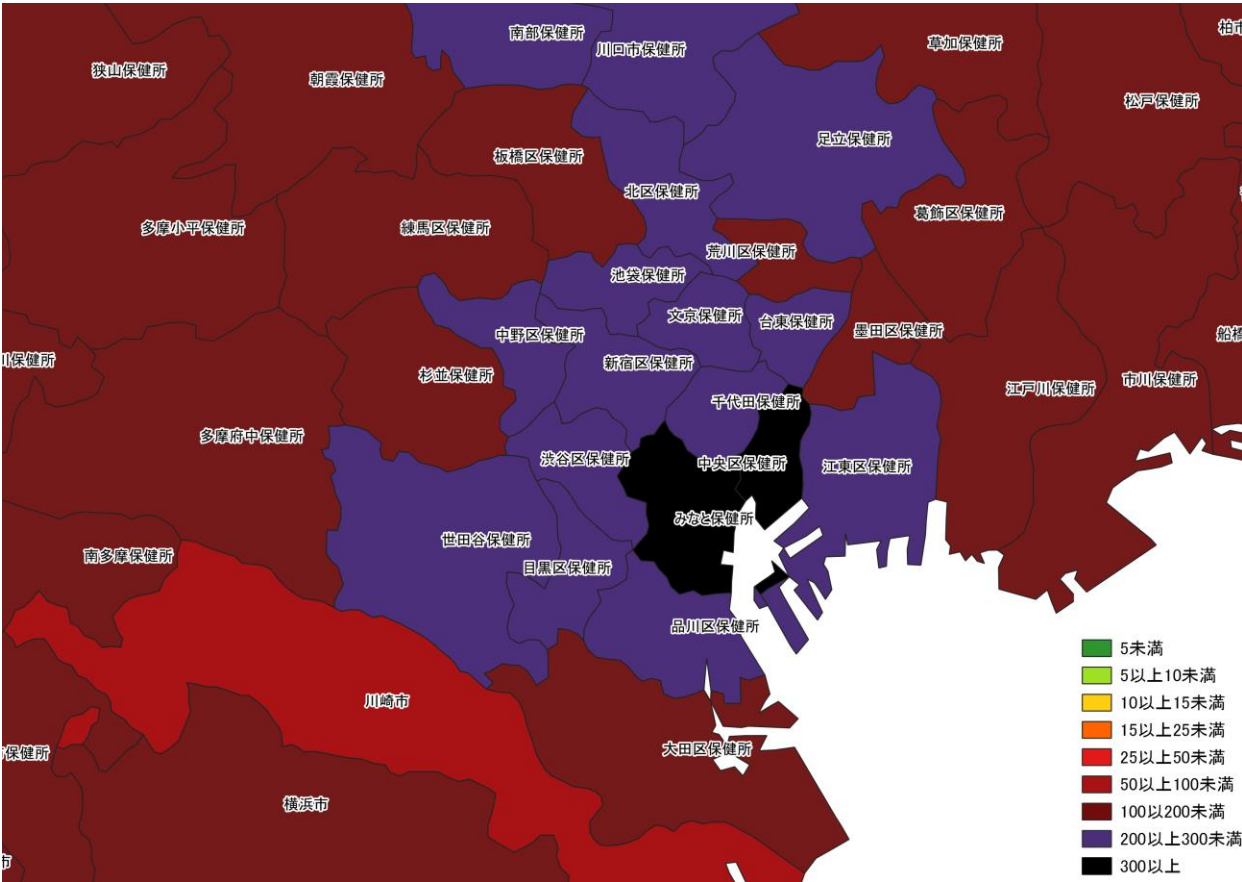 南部保健所
川口市保健所
草加保健所
柏市
狭山保健所
朝霞保健所
松戸保健所
板橋区保健所
足立保健所
北区保健所
多摩小平保健所
練馬区保健所
葛飾区保健所
荒川区保健所
池袋保健所
文京保健所
台東保健所
中野区保健所
墨田区保健所
船橋
川保健所
杉並保健所
新宿区保健所
市川保健所
江戸川保健所
千代田保健所
多摩府中保健所
渋谷区保健所
中央区保健所
江東区保健所
みなと保健所
世田谷保健所
南多摩保健所
目黒区保健所
品川区保健所
川崎市
大田区保健所
保健所
横浜市
市
5未満
5以上10未満
10以上15未満
15以上25未満
25以上50未満
50以上100未満
100以200未満
200以上300未満
300以上